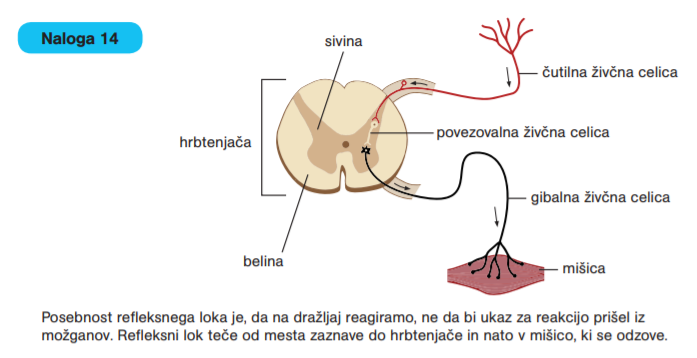 Naloga 14
sivina
čutilna živčna celica
povezovalna živčna celica
hrbtenjača
gibalna živčna celica
belina
mišica
Posebnost refleksnega loka je, da na dražljaj reagiramo, ne da bi ukaz za reakcijo prišel iz
možganov. Refleksni lok teče od mesta zaznave do hrbtenjače in nato v mišico, ki se odzove.